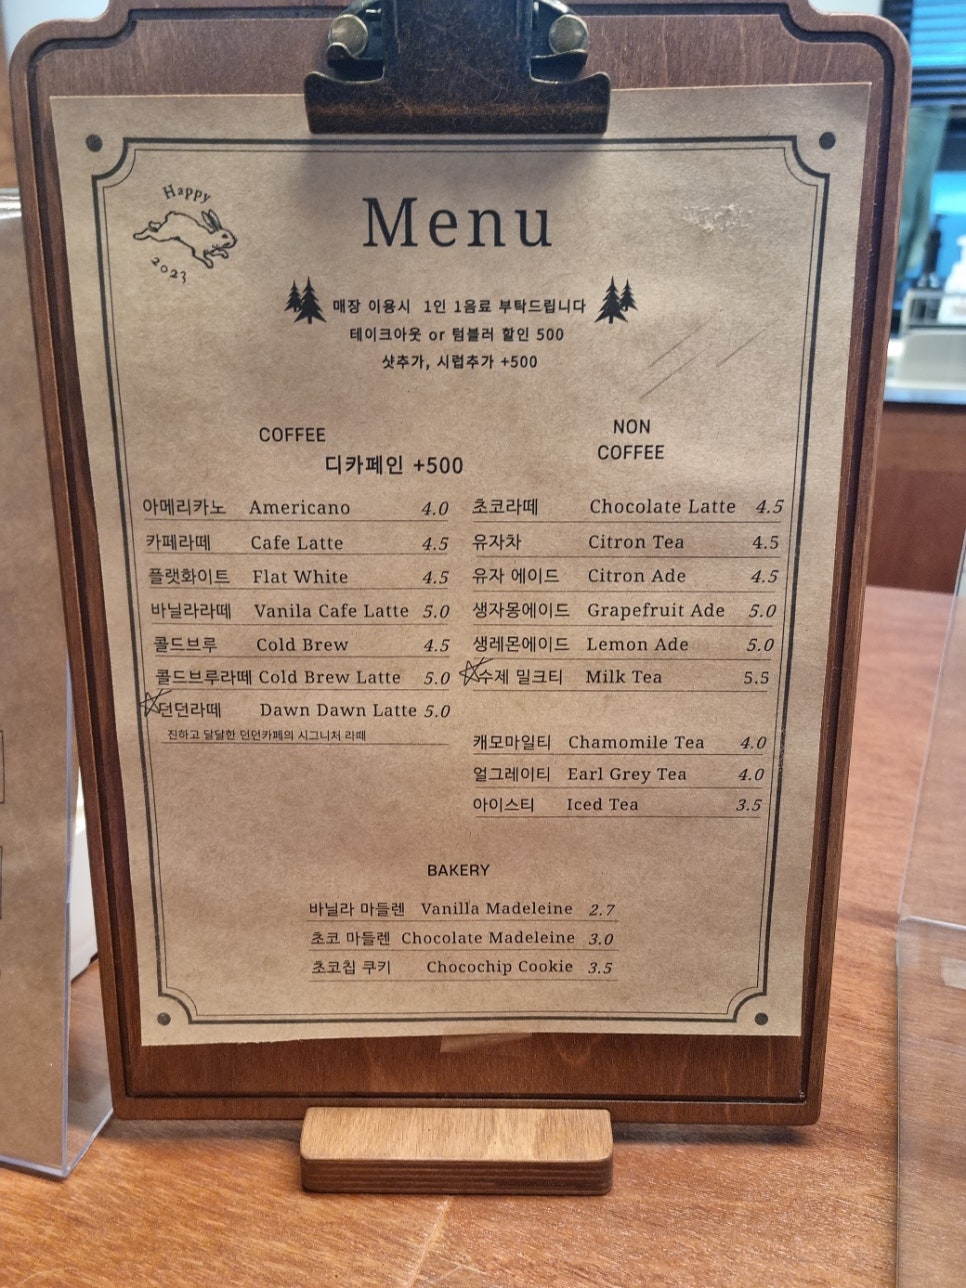 Happy
2023
Menu
매장 이용시 1인 1음료 부탁드립니다
테이크아웃 or 텀블러 할인 500
샷추가, 시럽추가 +500
COFFEE
디카페인 +500
아메리카노 Americano 4.0
카페라떼 Cafe Latte 4.5
플랫화이트 Flat White 4.5
바닐라라떼 Vanila Cafe Latte 5.0
콜드브루 Cold Brew 4.5
콜드브루라떼 Cold Brew Latte 5.0
던던라떼 Dawn Dawn Latte 5.0
진하고 달달한 던던카페의 시그니처 라떼
NON
COFFEE
초코라떼 Chocolate Latte 4.5
유자차 Citron Tea 4.5
유자 에이드 Citron Ade 4.5
생자몽에이드 Grapefruit Ade 5.0
생레몬에이드 Lemon Ade 5.0
수제 밀크티 Milk Tea 5.5
캐모마일티 Chamomile Tea 4.0
얼그레이티 Earl Grey Tea 4.0
아이스티 Iced Tea 3.5
BAKERY
바닐라 마들렌 Vanilla Madeleine 2.7
초코 마들렌 Chocolate Madeleine 3.0
초코칩 쿠키 Chocochip Cookie 3.5